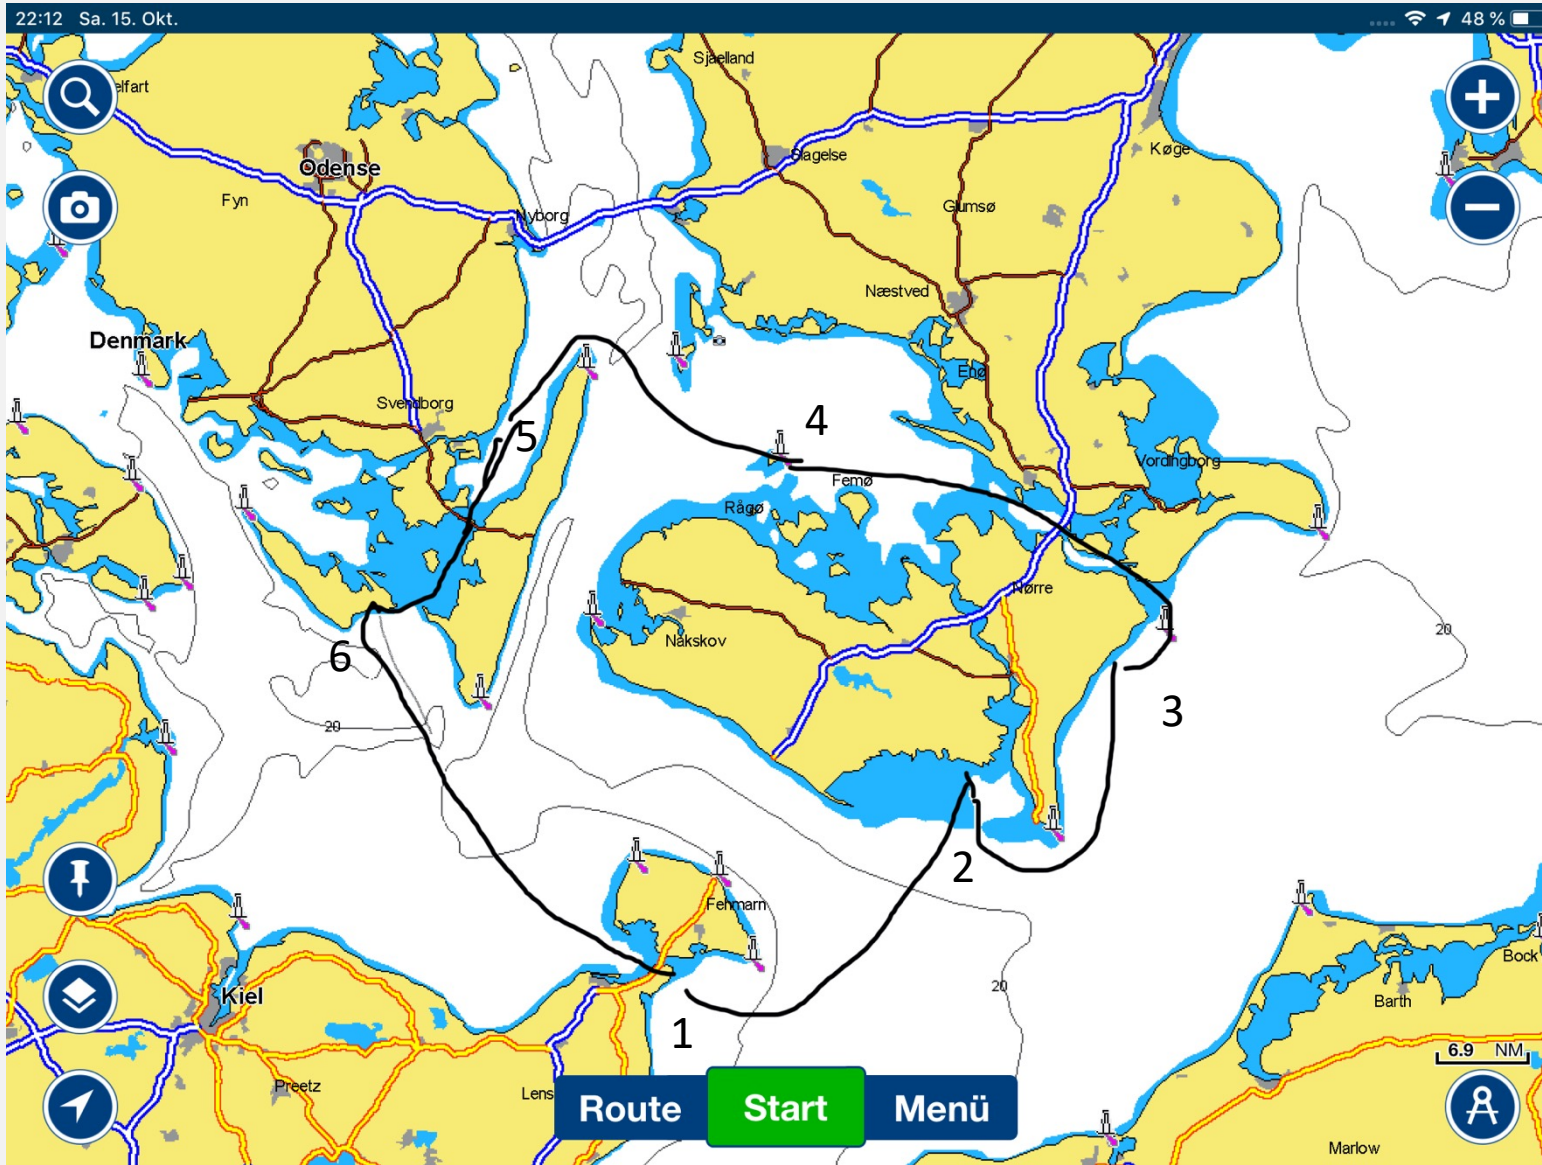 22:12 Sa. 15. Okt.
48 %
Sjaelland
elfart
Køge
Slagelse
Odense
Fyn
Glumsø
Nyborg
Næstved
Denmark
Enø
Svendborg
4
5
Vordingborg
Femø
Rågø
Nørre
20
Nakskov
6
3
20
2
Fehmarn
Bock
20
Kiel
Barth
1
6.9 NM
Preetz
Lens
Route
Start
Menü
Marlow